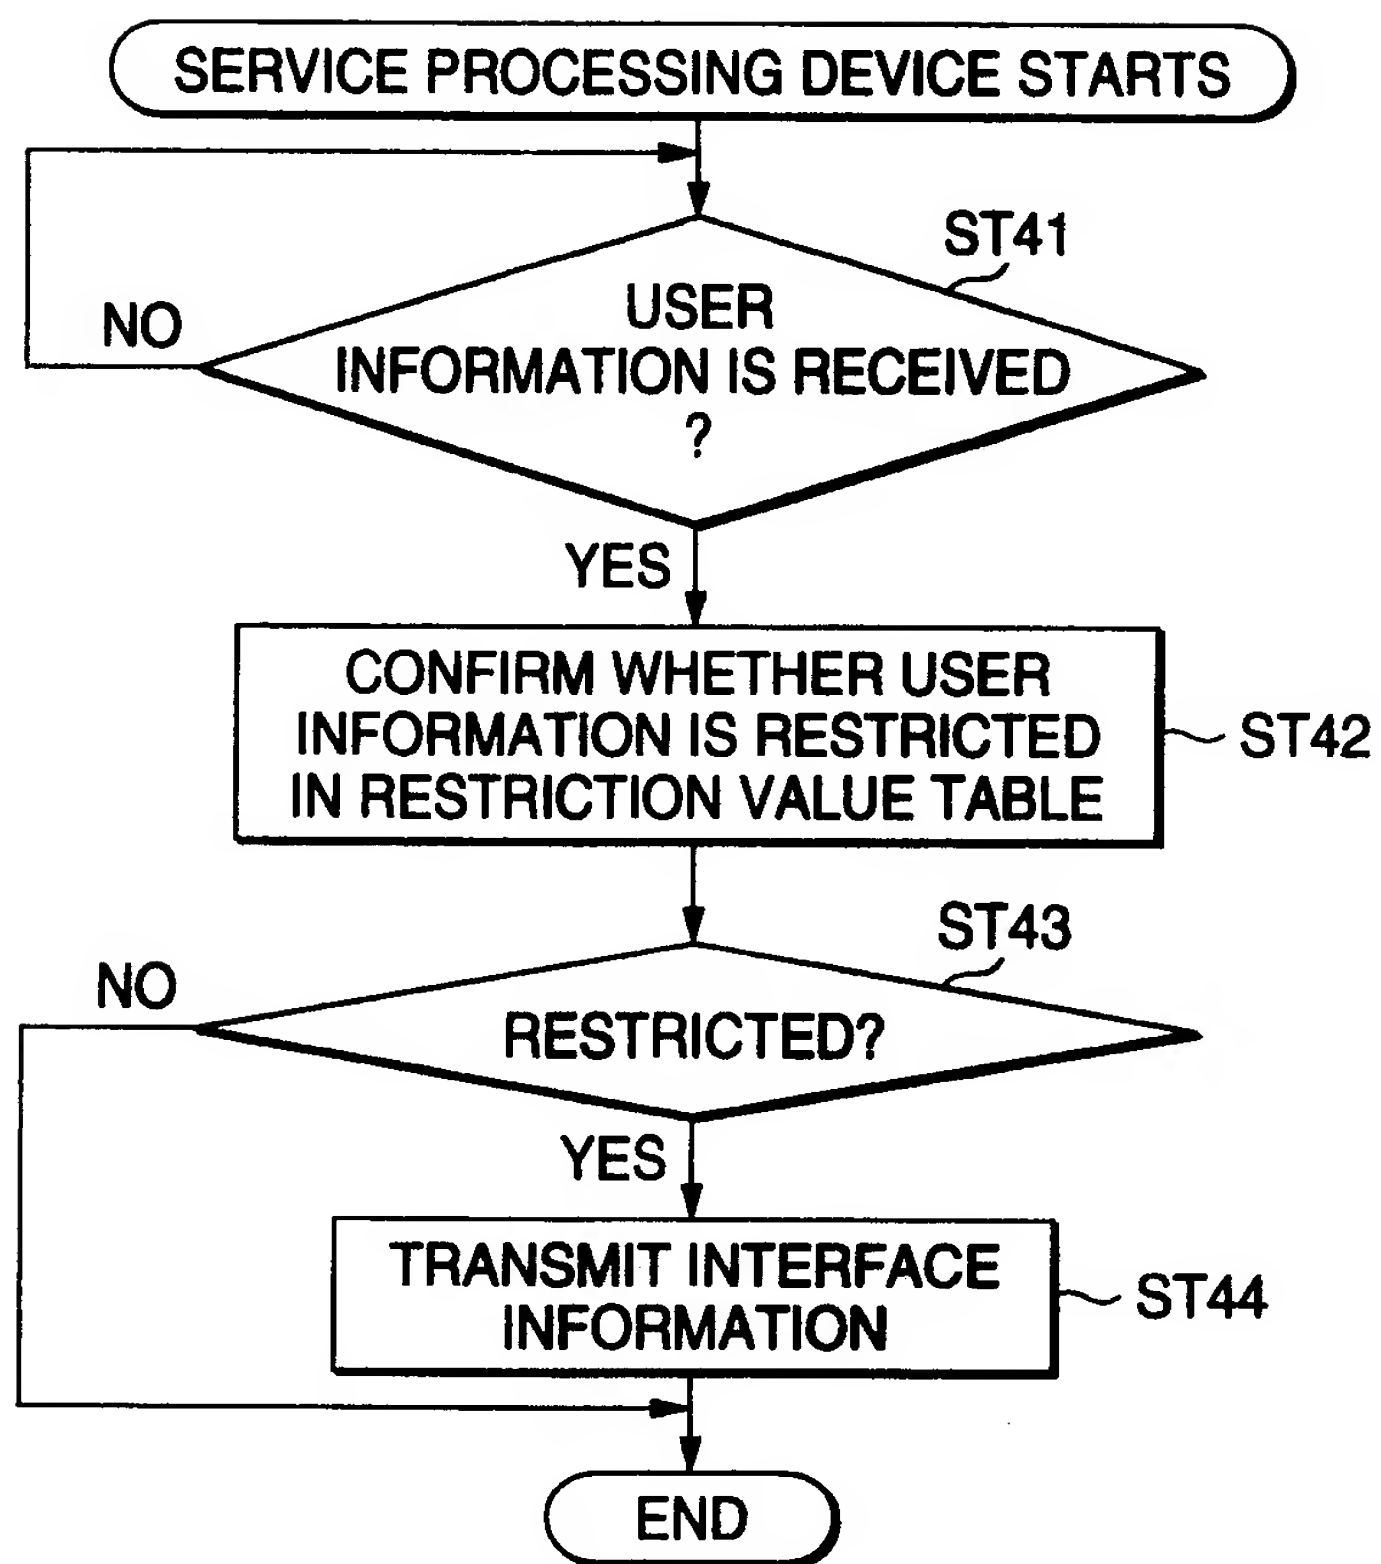 SERVICE PROCESSING DEVICE STARTS
ST41
NO
USER
INFORMATION IS RECEIVED
?
YES
CONFIRM WHETHER USER
INFORMATION IS RESTRICTED
IN RESTRICTION VALUE TABLE
ST42
ST43
NO
RESTRICTED?
YES
TRANSMIT INTERFACE
INFORMATION
ST44
END